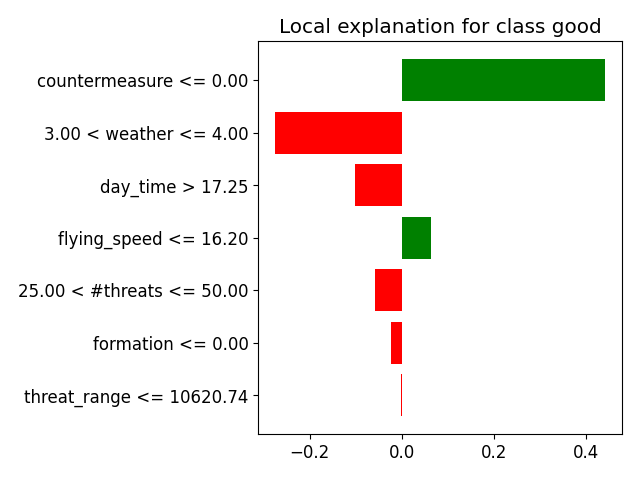 Local explanation for class good
countermeasure <= 0.00
3.00 < weather <= 4.00
day_time > 17.25
flying_speed <= 16.20
25.00 < #threats <= 50.00
formation <= 0.00
threat_range <= 10620.74
−0.2 0.0 0.2 0.4